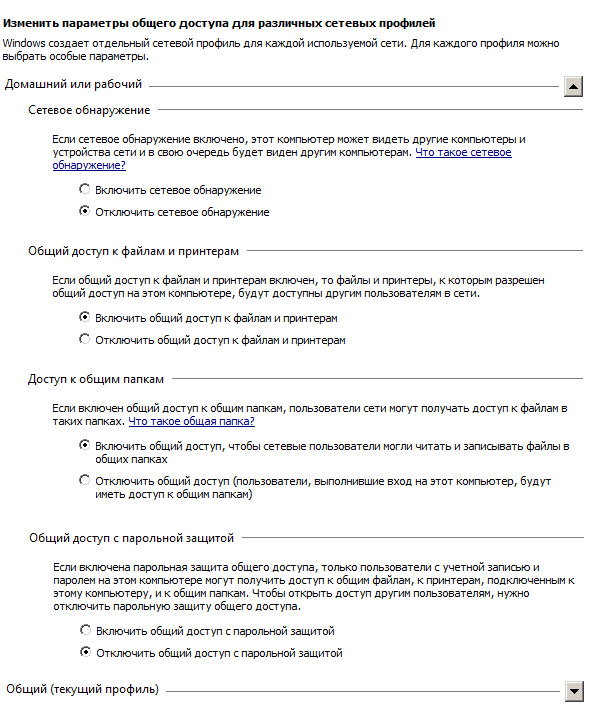 Изменить параметры общего доступа для различных сетевых профилей
Windows создает отдельный сетевой профиль для каждой используемой сети. Для каждого профиля можно
выбрать особые параметры.
Домашний или рабочий
Сетевое обнаружение
Если сетевое обнаружение включено, этот компьютер может видеть другие компьютеры и
устройства сети и в свою очередь будет виден другим компьютерам. Что такое сетевое
обнаружение?
Включить сетевое обнаружение
Отключить сетевое обнаружение
Общий доступ к файлам и принтерам
Если общий доступ к файлам и принтерам включен, то файлы и принтеры, к которым разрешен
общий доступ на этом компьютере, будут доступны другим пользователям в сети.
Включить общий доступ к файлам и принтерам
Отключить общий доступ к файлам и принтерам
Доступ к общим папкам
Если включен общий доступ к общим папкам, пользователи сети могут получать доступ к файлам в
таких папках. Что такое общая папка?
Включить общий доступ, чтобы сетевые пользователи могли читать и записывать файлы в
общих папках
Отключить общий доступ (пользователи, выполнившие вход на этот компьютер, будут
иметь доступ к общим папкам)
Общий доступ с парольной защитой
Если включена парольная защита общего доступа, только пользователи с учетной записью и
паролем на этом компьютере могут получить доступ к общим файлам, к принтерам, подключенным к
этому компьютеру, и к общим папкам. Чтобы открыть доступ другим пользователям, нужно
отключить парольную защиту общего доступа.
Включить общий доступ с парольной защитой
Отключить общий доступ с парольной защитой
Общий (текущий профиль)